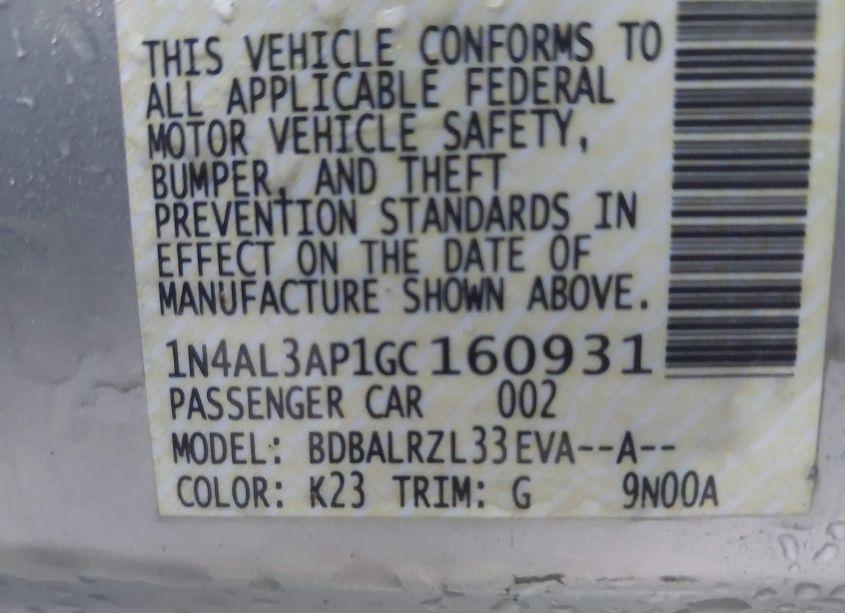 THIS VEHICLE CONFORMS TO
ALL APPLICABLE FEDERAL
MOTOR VEHICLE SAFETY,
BUMPER, AND THEFT
PREVENTION STANDARDS IN
EFFECT ON THE DATE OF
MANUFACTURE SHOWN ABOVE.
1N4AL3AP1GC160931
PASSENGER CAR 002
MODEL: BDBALRZL33EVA--A--
COLOR: K23 TRIM: G 9N00A